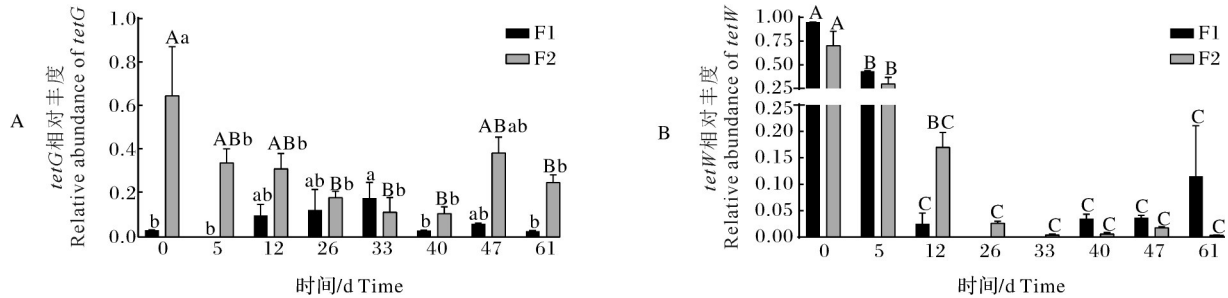 A
tetG相对丰度
Relative abundance of tetG
1.0
0.8
0.6
0.4
0.2
0.0
F1
F2
b Aa b ABb ab ABb ab Bb a Bb b Bb ab ABab b Bb
0 5 12 26 33 40 47 61
时间/d Time
B
tetW相对丰度
Relative abundance of tetW
1.00
0.75
0.50
0.25
0.20
0.15
0.10
0.05
0.00
F1
F2
A A B B C BC C C C C C C C C
0 5 12 26 33 40 47 61
时间/d Time